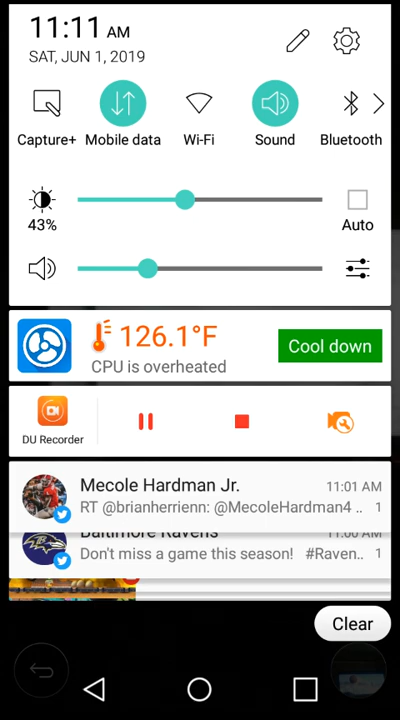 11:11 AM
SAT, JUN 1, 2019
Capture+ Mobile data Wi-Fi Sound Bluetooth
43% Auto
126.1°F
CPU is overheated
Cool down
DU Recorder
Mecole Hardman Jr. 11:01 AM
RT @brianherrienn: @MecoleHardman4 .. 1
Baltimore Ravens 11:00 AM
Don't miss a game this season! #Raven.. 1
Clear